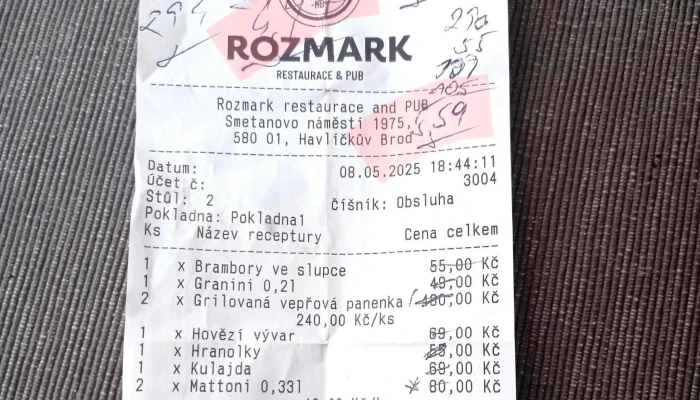 ROZMARK
RESTAURACE & PUB
Rozmark restaurace and PUB
Smetanovo náměstí 1975,
580 01, Havlíčkův Brod
Datum: 08.05.2025 18:44:11
Účet č: 3004
Stůl: 2 Číšník: Obsluha
Pokladna: Pokladna1
Ks Název receptury Cena celkem
1 x Brambory ve slupce 55,00 Kč
1 x Granini 0,2l 49,00 Kč
2 x Grilovaná vepřová panenka 480,00 Kč
240,00 Kč/ks
1 x Hovězí vývar 69,00 Kč
1 x Hranolky 55,00 Kč
1 x Kulajda 69,00 Kč
2 x Mattoni 0,33l 80,00 Kč